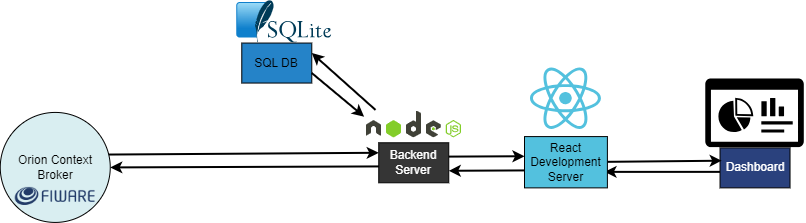 SQLite
SQL DB
node
JS
Orion Context
Broker
FIWARE
Backend
Server
React
Development
Server
Dashboard